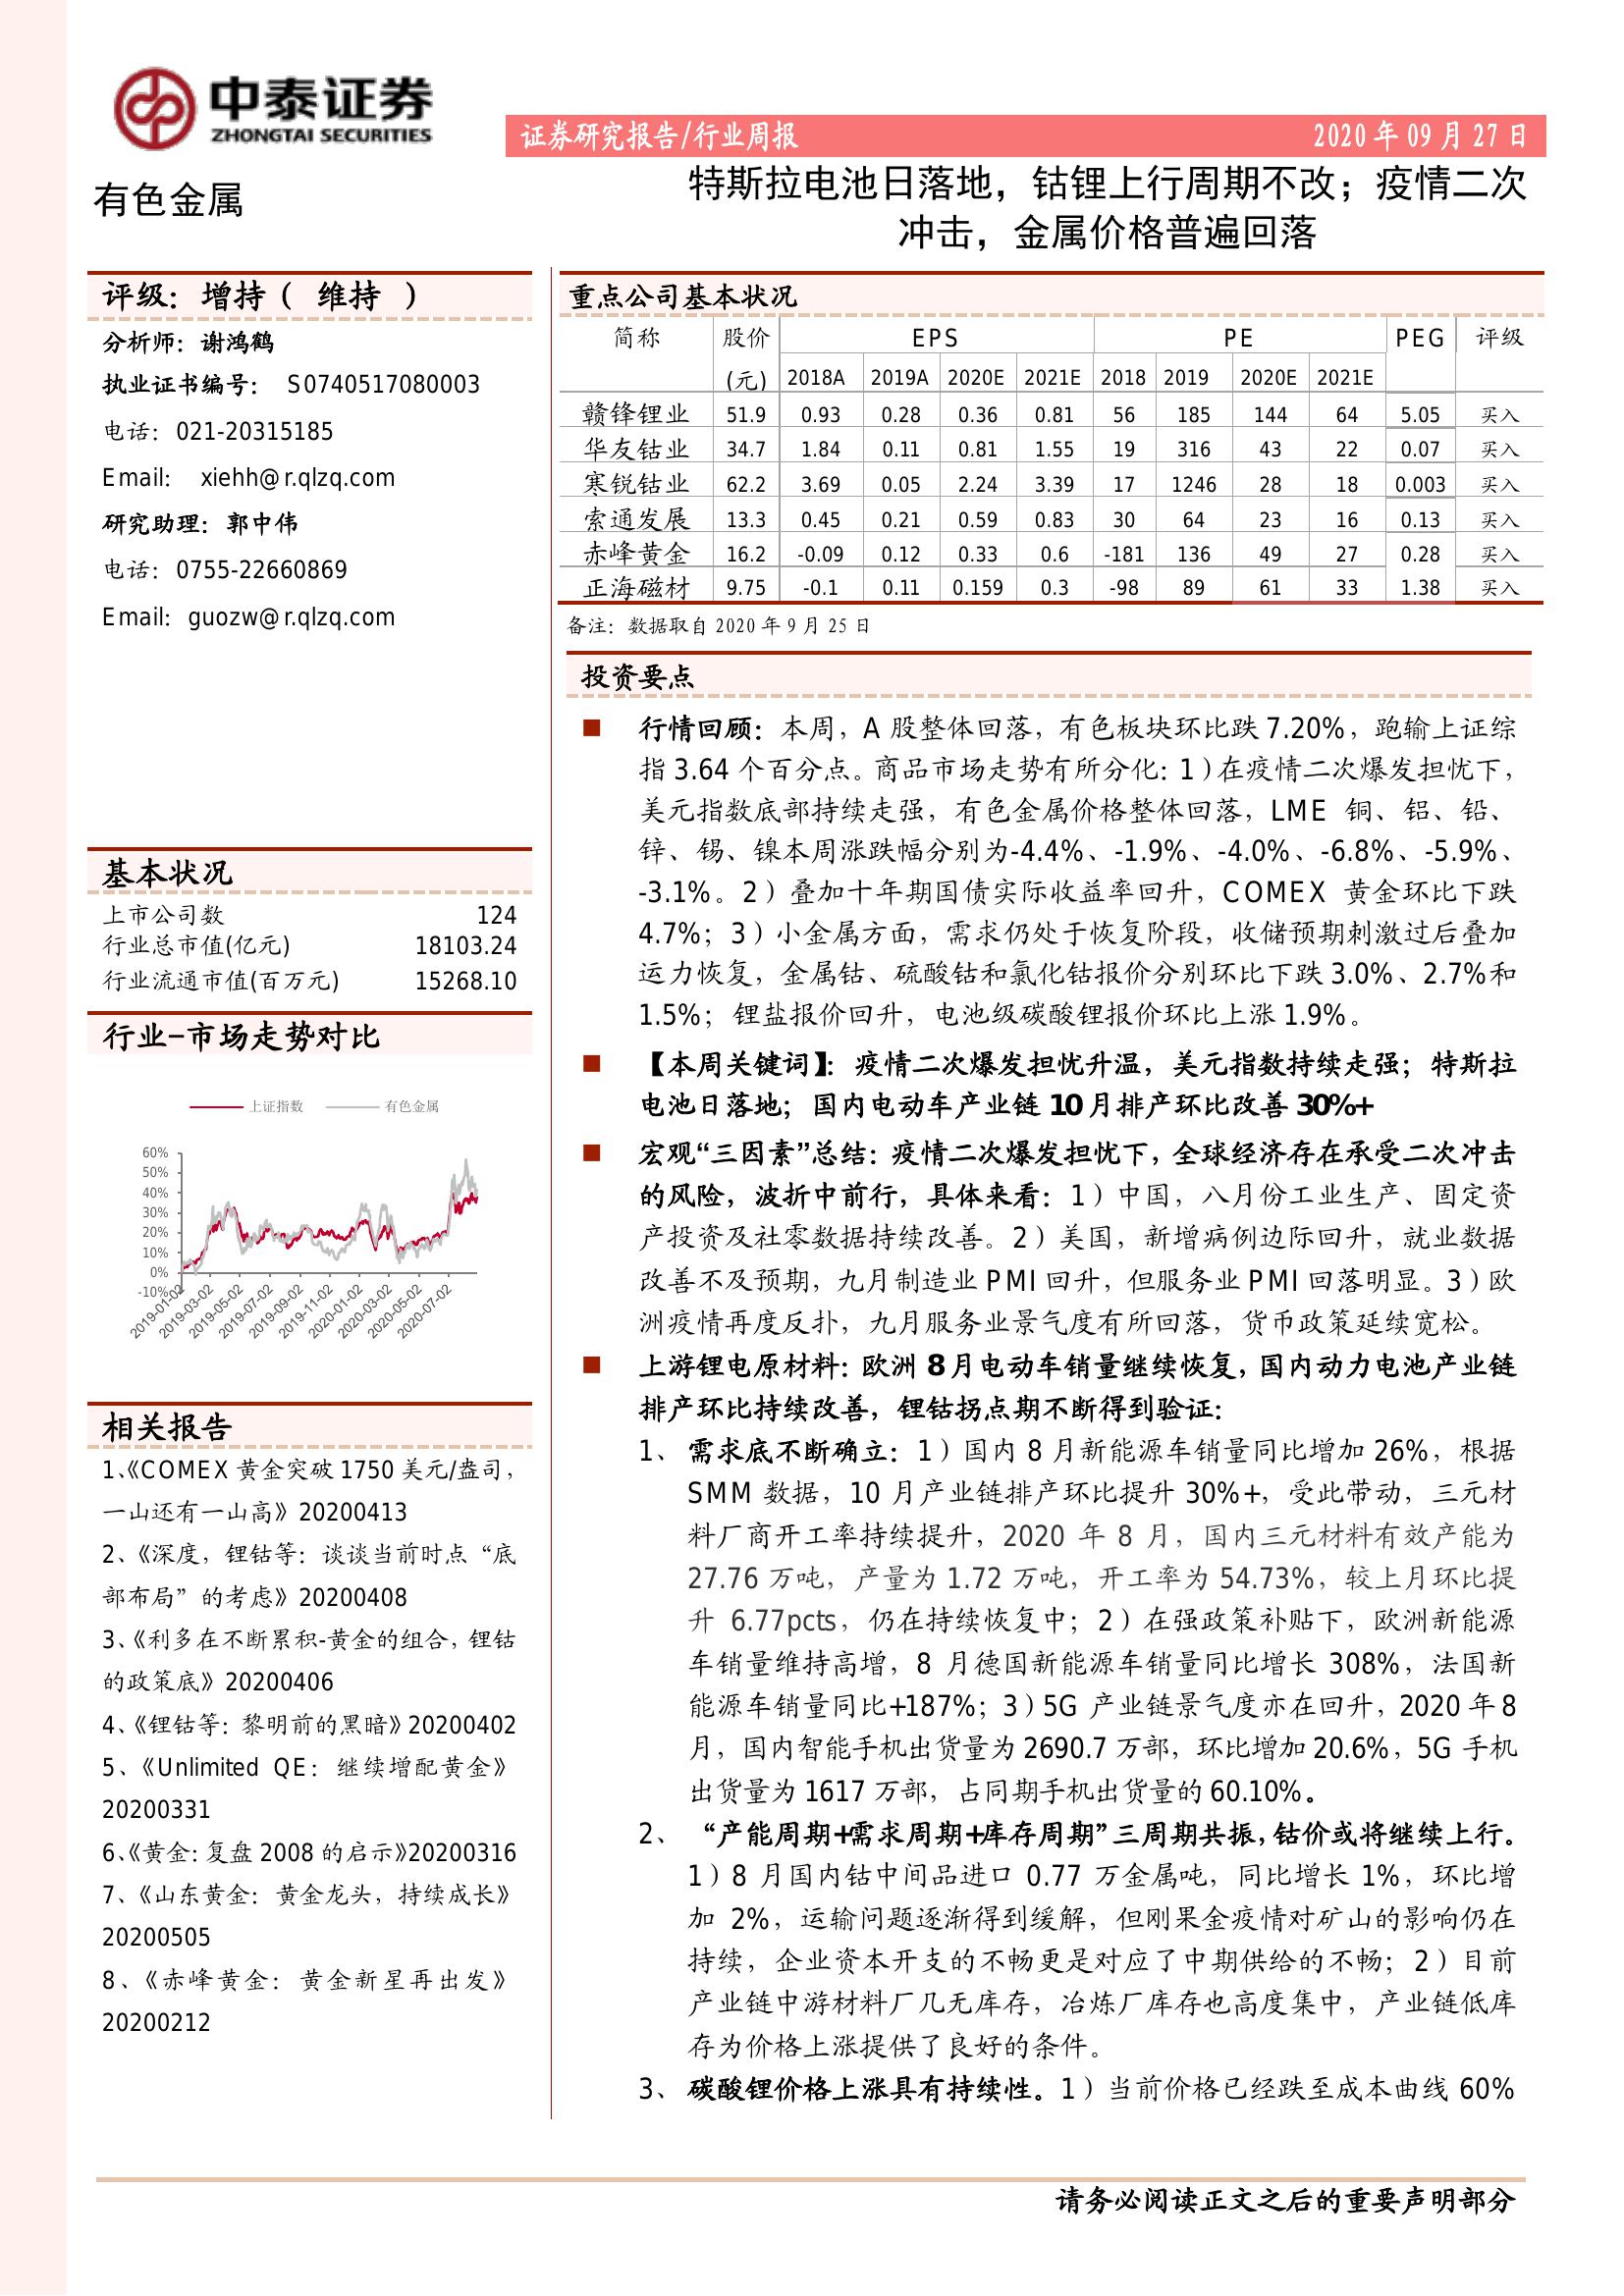 中泰证券
ZHONGTAI SECURITIES
证券研究报告/行业周报 2020 年 09 月 27 日
有色金属
特斯拉电池日落地，钴锂上行周期不改；疫情二次
冲击，金属价格普遍回落
评级：增持（ 维持 ）
分析师：谢鸿鹤
执业证书编号： S0740517080003
电话：021-20315185
Email： xiehh@r.qlzq.com
研究助理：郭中伟
电话：0755-22660869
Email：guozw@r.qlzq.com
基本状况
上市公司数 124
行业总市值(亿元) 18103.24
行业流通市值(百万元) 15268.10
行业-市场走势对比
上证指数 有色金属
60%
50%
40%
30%
20%
10%
0%
-10%
2019-01-02 2019-03-02 2019-05-02 2019-07-02 2019-09-02 2019-11-02 2020-01-02 2020-03-02 2020-05-02 2020-07-02
相关报告
1、《COMEX 黄金突破 1750 美元/盎司，
一山还有一山高》20200413
2、《深度，锂钴等：谈谈当前时点“底
部布局”的考虑》20200408
3、《利多在不断累积-黄金的组合，锂钴
的政策底》20200406
4、《锂钴等：黎明前的黑暗》20200402
5、《Unlimited QE：继续增配黄金》
20200331
6、《黄金：复盘 2008 的启示》20200316
7、《山东黄金：黄金龙头，持续成长》
20200505
8、《赤峰黄金：黄金新星再出发》
20200212
重点公司基本状况
简称 股价 EPS PE PEG 评级
(元) 2018A 2019A 2020E 2021E 2018 2019 2020E 2021E
赣锋锂业 51.9 0.93 0.28 0.36 0.81 56 185 144 64 5.05 买入
华友钴业 34.7 1.84 0.11 0.81 1.55 19 316 43 22 0.07 买入
寒锐钴业 62.2 3.69 0.05 2.24 3.39 17 1246 28 18 0.003 买入
索通发展 13.3 0.45 0.21 0.59 0.83 30 64 23 16 0.13 买入
赤峰黄金 16.2 -0.09 0.12 0.33 0.6 -181 136 49 27 0.28 买入
正海磁材 9.75 -0.1 0.11 0.159 0.3 -98 89 61 33 1.38 买入
备注：数据取自 2020 年 9 月 25 日
投资要点
■ 行情回顾：本周，A 股整体回落，有色板块环比跌 7.20%，跑输上证综
指 3.64 个百分点。商品市场走势有所分化：1）在疫情二次爆发担忧下，
美元指数底部持续走强，有色金属价格整体回落，LME 铜、铝、铅、
锌、锡、镍本周涨跌幅分别为-4.4%、-1.9%、-4.0%、-6.8%、-5.9%、
-3.1%。2）叠加十年期国债实际收益率回升，COMEX 黄金环比下跌
4.7%；3）小金属方面，需求仍处于恢复阶段，收储预期刺激过后叠加
运力恢复，金属钴、硫酸钴和氯化钴报价分别环比下跌 3.0%、2.7%和
1.5%；锂盐报价回升，电池级碳酸锂报价环比上涨 1.9%。
■ 【本周关键词】：疫情二次爆发担忧升温，美元指数持续走强；特斯拉
电池日落地；国内电动车产业链 10 月排产环比改善 30%+
■ 宏观“三因素”总结：疫情二次爆发担忧下，全球经济存在承受二次冲击
的风险，波折中前行，具体来看：1）中国，八月份工业生产、固定资
产投资及社零数据持续改善。2）美国，新增病例边际回升，就业数据
改善不及预期，九月制造业 PMI 回升，但服务业 PMI 回落明显。3）欧
洲疫情再度反扑，九月服务业景气度有所回落，货币政策延续宽松。
■ 上游锂电原材料：欧洲 8 月电动车销量继续恢复，国内动力电池产业链
排产环比持续改善，锂钴拐点期不断得到验证：
1、 需求底不断确立：1）国内 8 月新能源车销量同比增加 26%，根据
SMM 数据，10 月产业链排产环比提升 30%+，受此带动，三元材
料厂商开工率持续提升，2020 年 8 月，国内三元材料有效产能为
27.76 万吨，产量为 1.72 万吨，开工率为 54.73%，较上月环比提
升 6.77pcts，仍在持续恢复中；2）在强政策补贴下，欧洲新能源
车销量维持高增，8 月德国新能源车销量同比增长 308%，法国新
能源车销量同比+187%；3）5G 产业链景气度亦在回升，2020 年 8
月，国内智能手机出货量为 2690.7 万部，环比增加 20.6%，5G 手机
出货量为 1617 万部，占同期手机出货量的 60.10%。
2、 “产能周期+需求周期+库存周期”三周期共振，钴价或将继续上行。
1）8 月国内钴中间品进口 0.77 万金属吨，同比增长 1%，环比增
加 2%，运输问题逐渐得到缓解，但刚果金疫情对矿山的影响仍在
持续，企业资本开支的不畅更是对应了中期供给的不畅；2）目前
产业链中游材料厂几无库存，冶炼厂库存也高度集中，产业链低库
存为价格上涨提供了良好的条件。
3、 碳酸锂价格上涨具有持续性。1）当前价格已经跌至成本曲线 60%
请务必阅读正文之后的重要声明部分